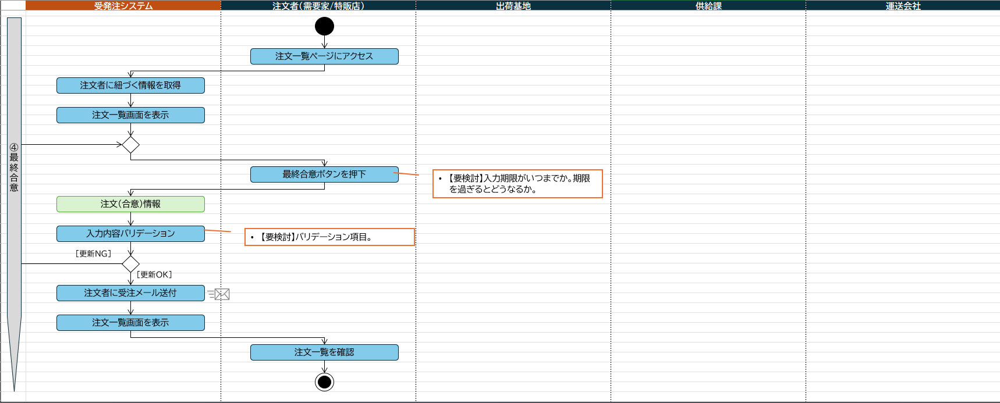 受発注システム
注文者（需要家/特販店）
出荷基地
供給課
運送会社
④最終合意
注文一覧ページにアクセス
注文者に紐づく情報を取得
注文一覧画面を表示
最終合意ボタンを押下
• 【要検討】入力期限がいつまでか。期限
を過ぎるとどうなるか。
注文（合意）情報
入力内容バリデーション
• 【要検討】バリデーション項目。
［更新NG］
［更新OK］
注文者に受注メール送付
注文一覧画面を表示
注文一覧を確認